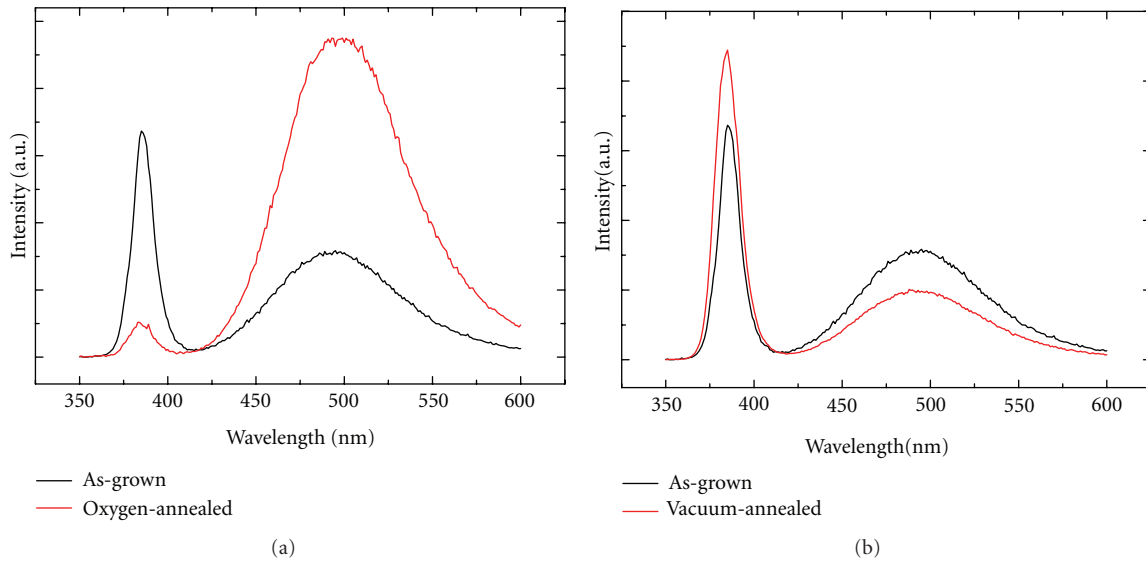 Intensity (a.u.)
350 400 450 500 550 600
Wavelength (nm)
As-grown
Oxygen-annealed
(a)
Intensity(a.u.)
350 400 450 500 550 600
Wavelength(nm)
As-grown
Vacuum-annealed
(b)